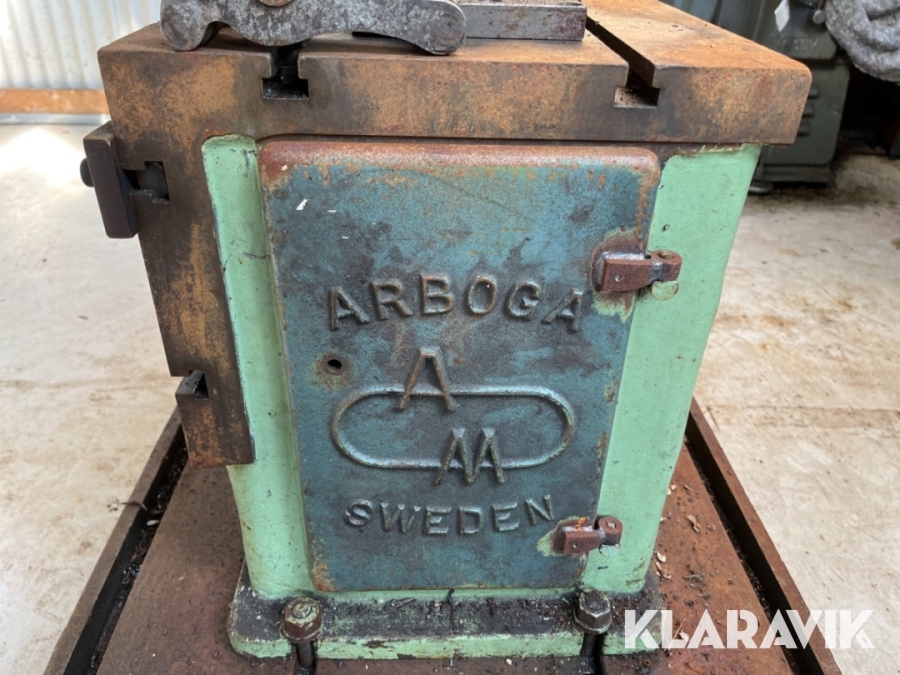 ARBOGA
A
M
SWEDEN
KLARAVIK